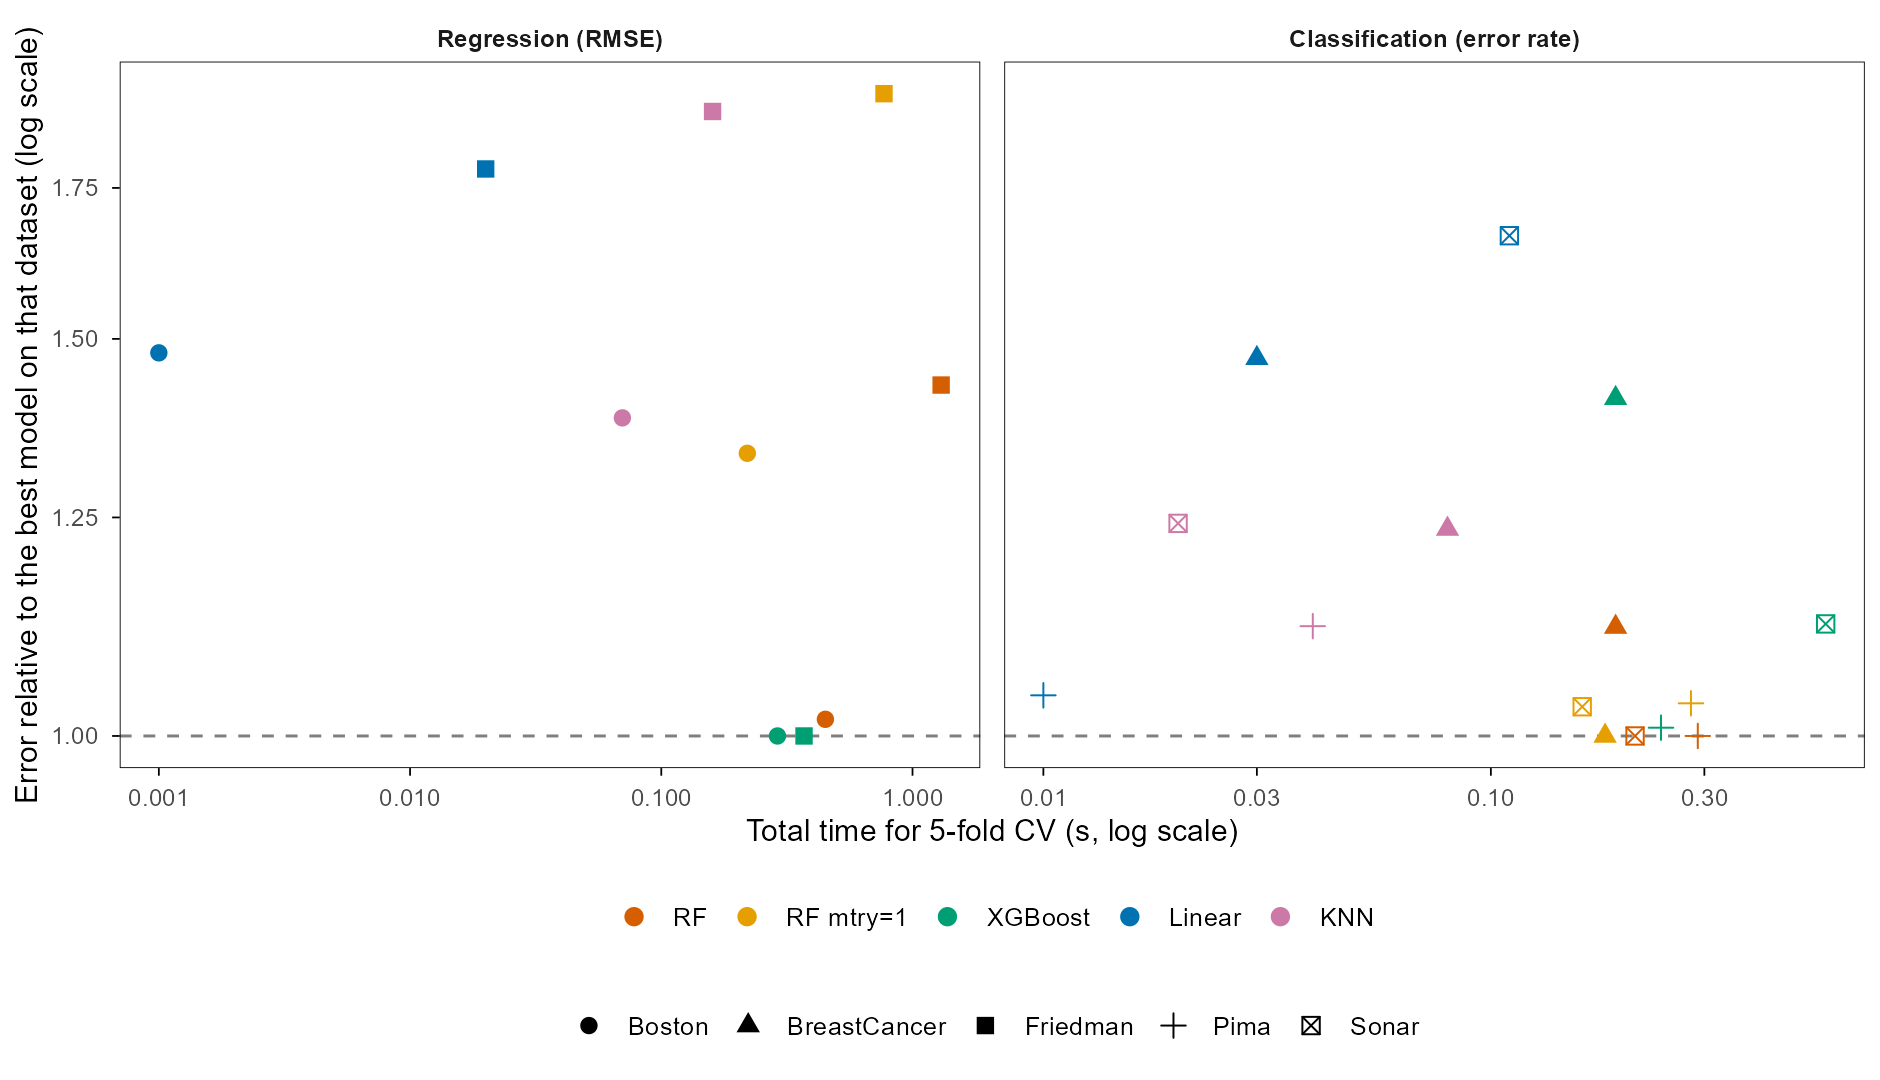 Regression (RMSE)
Classification (error rate)
Error relative to the best model on that dataset (log scale)
1.75
1.50
1.25
1.00
0.001 0.010 0.100 1.000
0.01 0.03 0.10 0.30
Total time for 5-fold CV (s, log scale)
RF RF mtry=1 XGBoost Linear KNN
Boston BreastCancer Friedman Pima Sonar